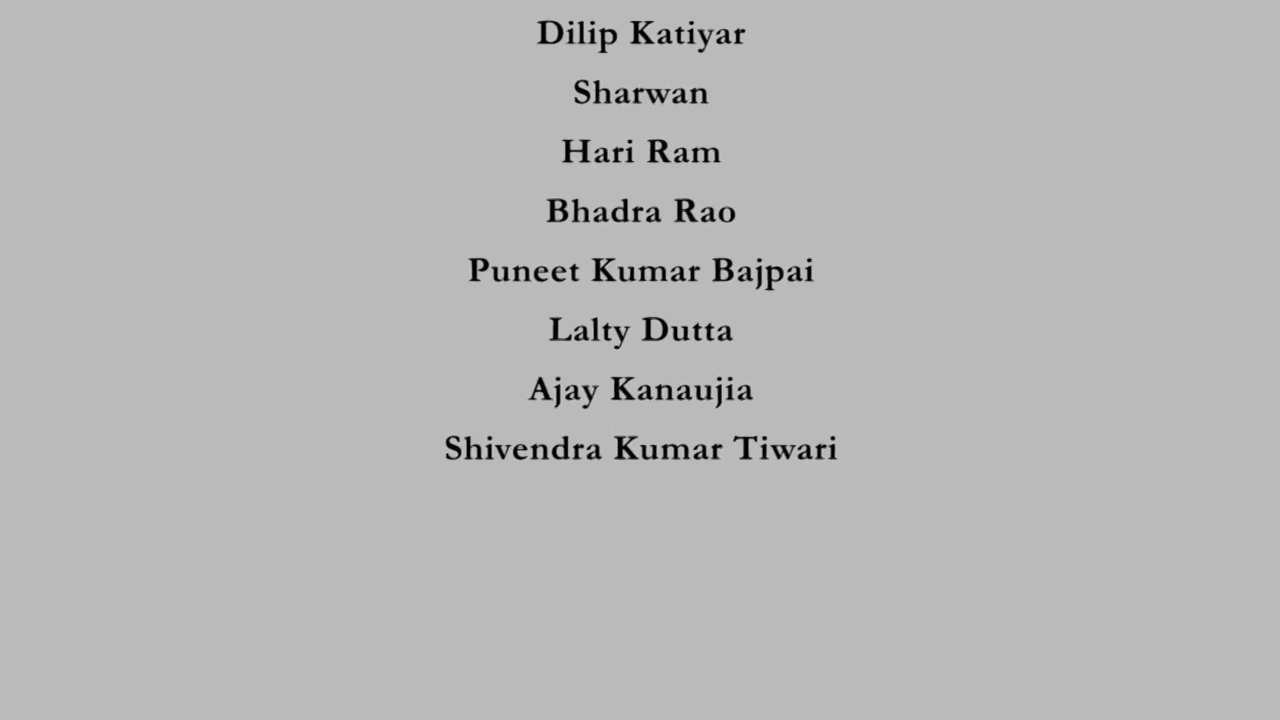 Dilip Katiyar
Sharwan
Hari Ram
Bhadra Rao
Puneet Kumar Bajpai
Lalty Dutta
Ajay Kanaujia
Shivendra Kumar Tiwari